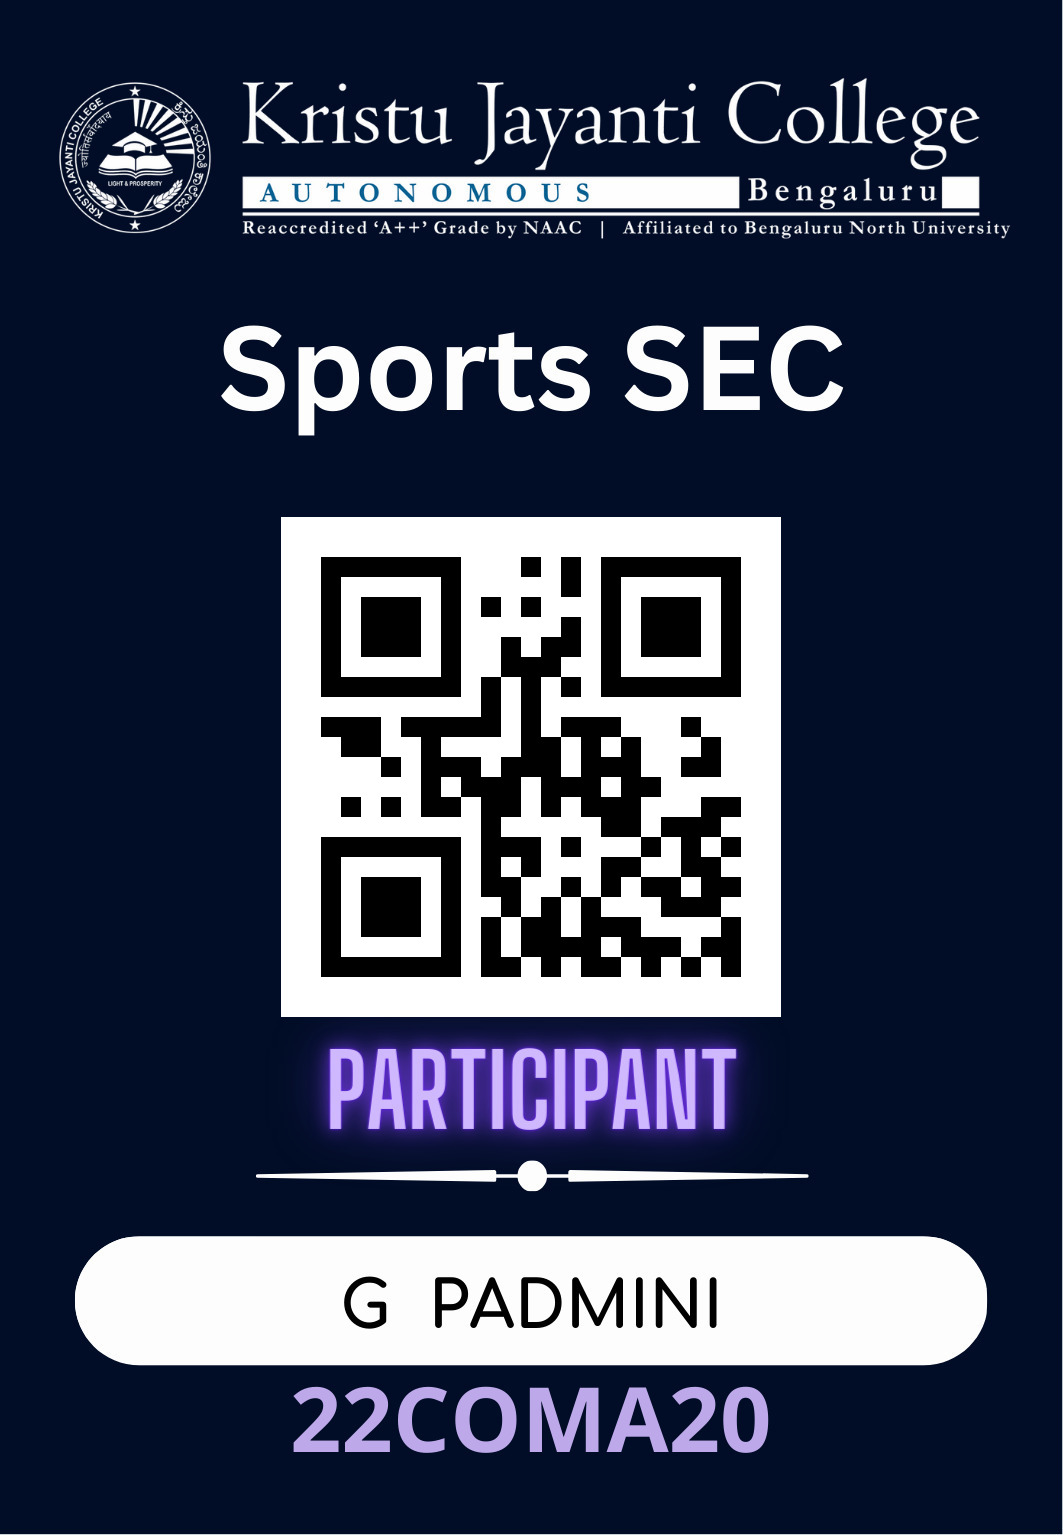 Kristu Jayanti College
AUTONOMOUS Bengaluru
Reaccredited ‘A++’ Grade by NAAC | Affiliated to Bengaluru North University
KRISTU JAYANTI COLLEGE
LIGHT & PROSPERITY
Sports SEC
PARTICIPANT
G PADMINI
22COMA20